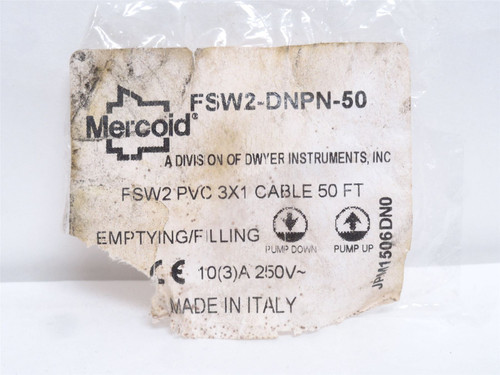 FSW2-DNPN-50
Mercoid®
A DIVISION OF DWYER INSTRUMENTS, INC
FSW2 PVC 3X1 CABLE 50 FT
EMPTYING/FILLING
PUMP DOWN
PUMP UP
CE 10(3)A 250V~
MADE IN ITALY
JPM1506DN0